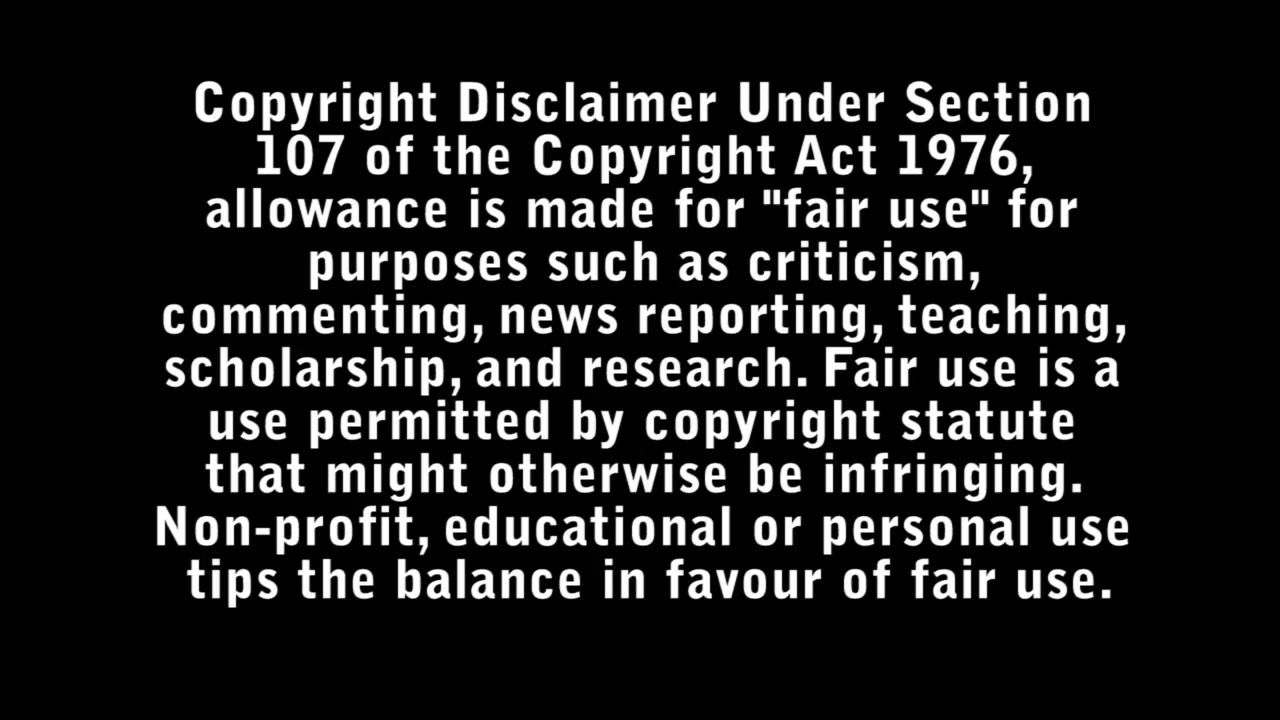 Copyright Disclaimer Under Section
107 of the Copyright Act 1976,
allowance is made for "fair use" for
purposes such as criticism,
commenting, news reporting, teaching,
scholarship, and research. Fair use is a
use permitted by copyright statute
that might otherwise be infringing.
Non-profit, educational or personal use
tips the balance in favour of fair use.